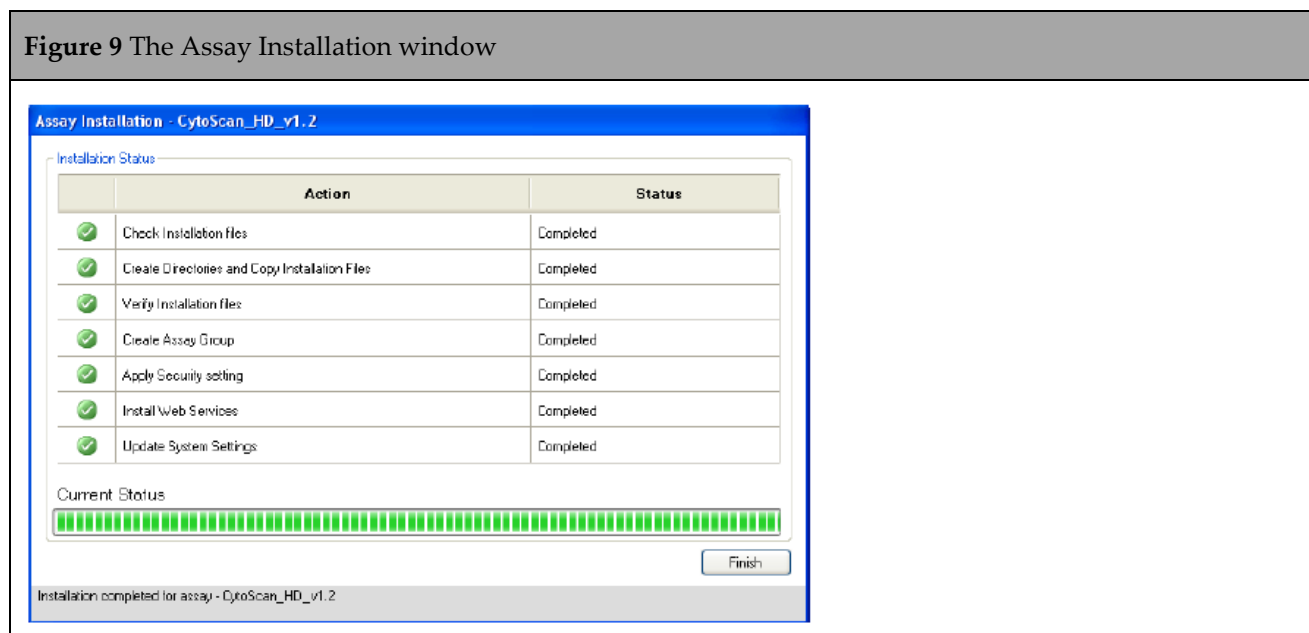 Figure 9 The Assay Installation window
Assay Installation - CytoScan_HD_v1.2
Installation Status
Action Status
Check Installation files Completed
Create Directories and Copy Installation Files Completed
Verify Installation files Completed
Create Assay Group Completed
Apply Security setting Completed
Install Web Services Completed
Update System Settings Completed
Current Status
Finish
Installation completed for assay - CytoScan_HD_v1.2